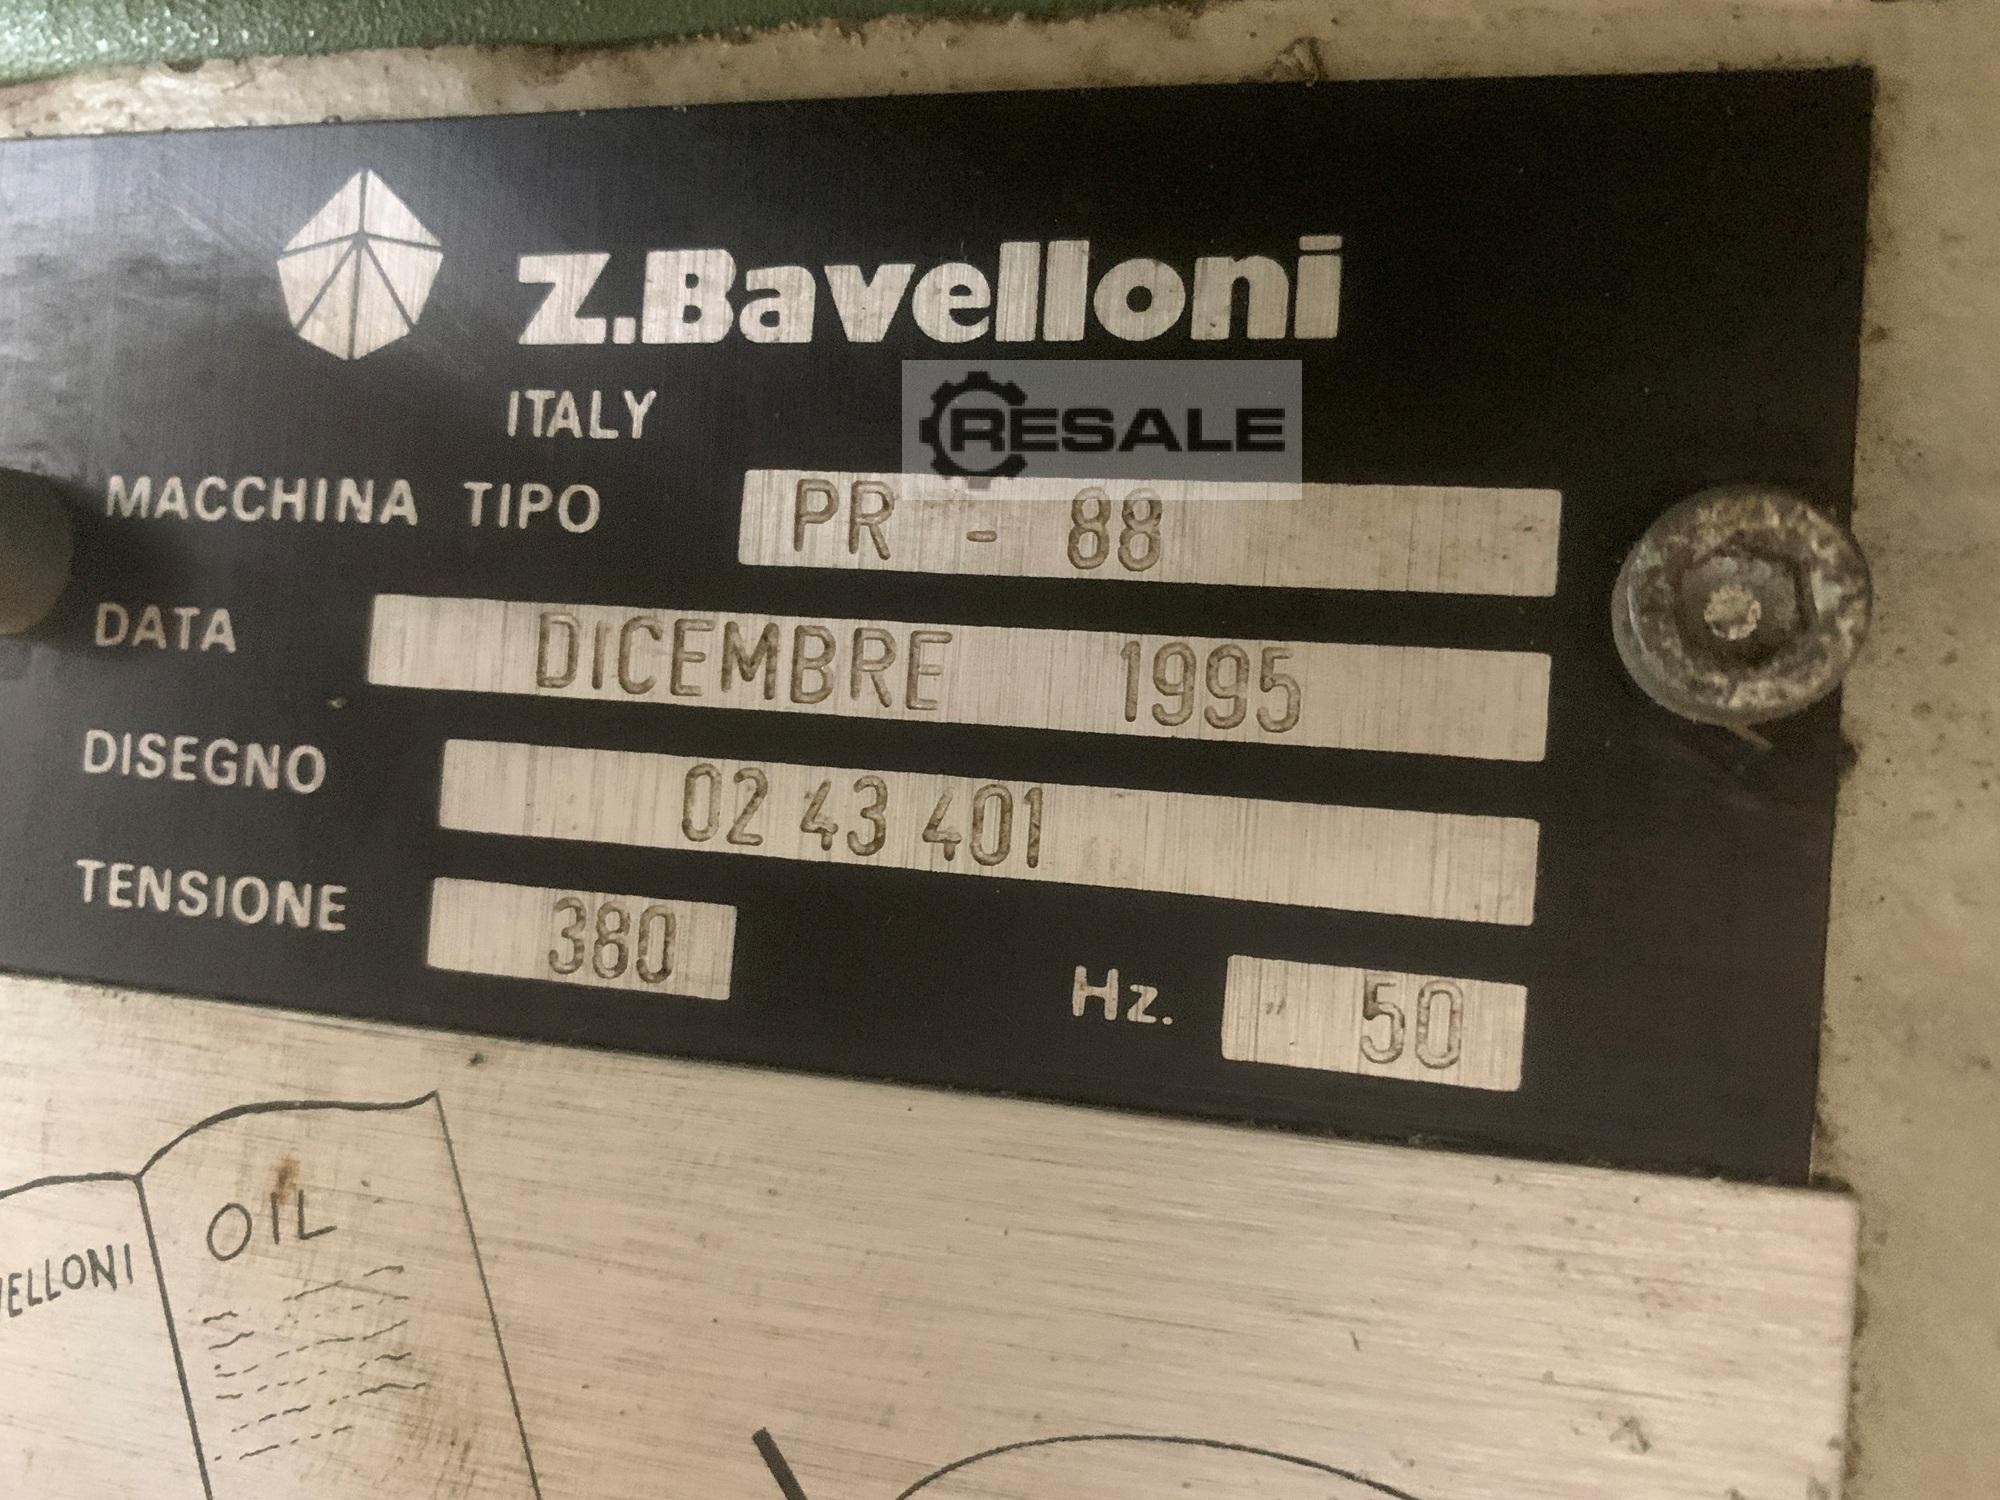 Z.Bavelloni
ITALY
RESALE
MACCHINA TIPO PR - 88
DATA DICEMBRE 1995
DISEGNO 02 43 401
TENSIONE 380 Hz. 50
OIL
VELLONI